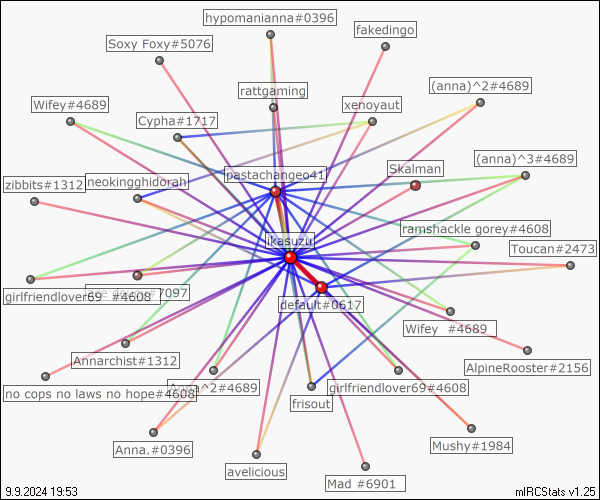 hypomanianna#0396
fakedingo
Soxy Foxy#5076
(anna)^2#4689
rattgaming
Wifey#4689
xenoyaut
Cypha#1717
(anna)^3#4689
Skalman
pastachangeo41
zibbits#1312
neokingghidorah
ramshackle gorey#4608
ikasuzu
Toucan#2473
7097
girlfriendlover69 #4608
default#0617
Wifey #4689
Annarchist#1312
AlpineRooster#2156
^2#4689
girlfriendlover69#4608
no cops no laws no hope#4608
frisout
Anna.#0396
Mushy#1984
avelicious
Mad #6901
9.9.2024 19:53
mIRCStats v1.25